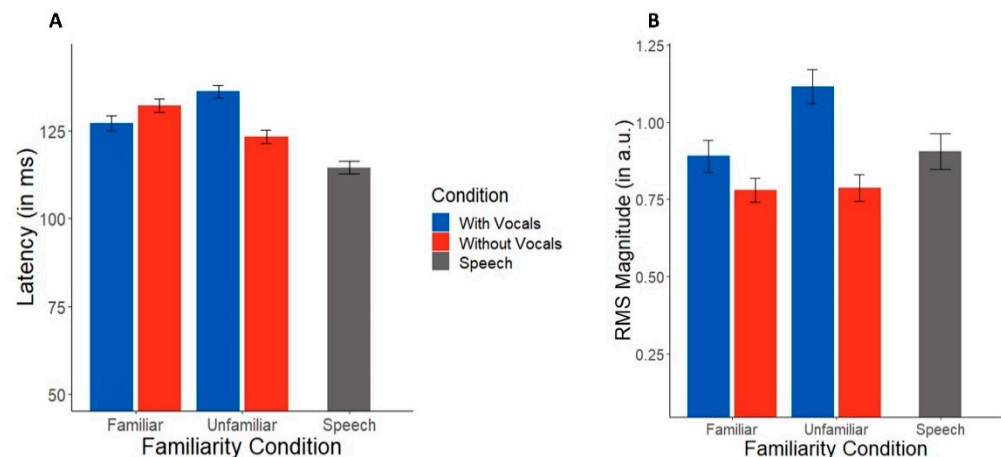 A
Latency (in ms)
125
100
75
50
Familiar
Unfamiliar
Speech
Familiarity Condition
Condition
With Vocals
Without Vocals
Speech
B
RMS Magnitude (in a.u.)
1.25
1.00
0.75
0.50
0.25
Familiar
Unfamiliar
Speech
Familiarity Condition